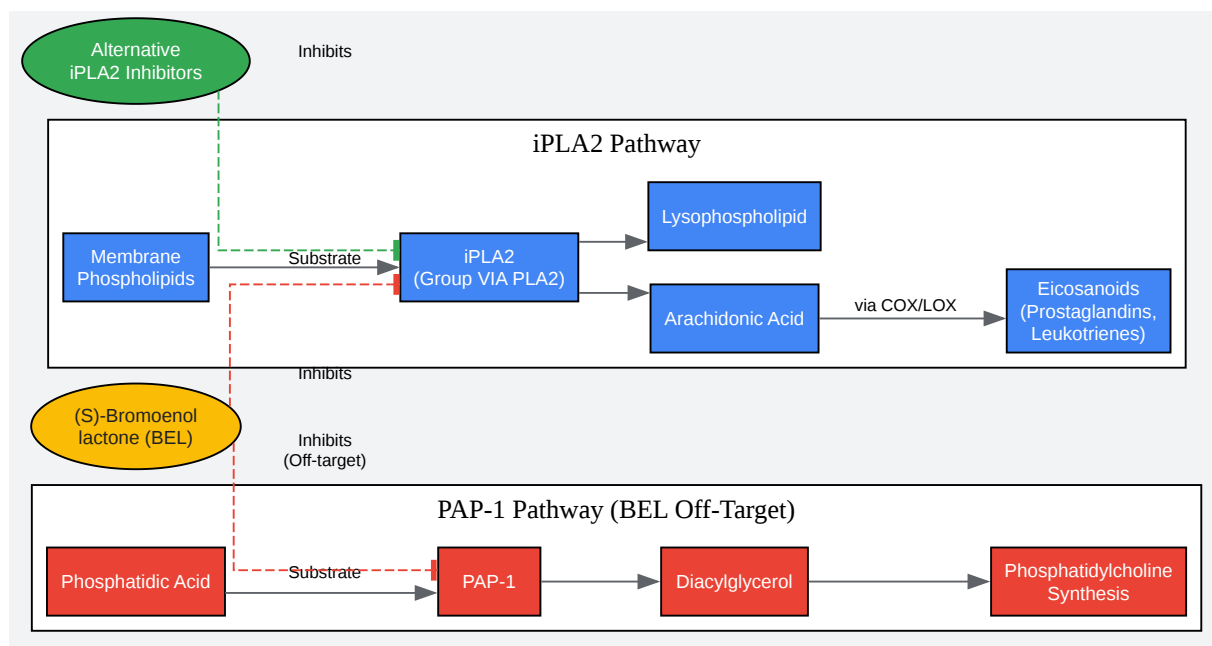 Alternative
iPLA2 Inhibitors
Inhibits
iPLA2 Pathway
Membrane
Phospholipids
Substrate
iPLA2
(Group VIA PLA2)
Lysophospholipid
Arachidonic Acid
via COX/LOX
Eicosanoids
(Prostaglandins,
Leukotrienes)
Inhibits
(S)-Bromoenol
lactone (BEL)
Inhibits
(Off-target)
PAP-1 Pathway (BEL Off-Target)
Phosphatidic Acid
Substrate
PAP-1
Diacylglycerol
Phosphatidylcholine
Synthesis